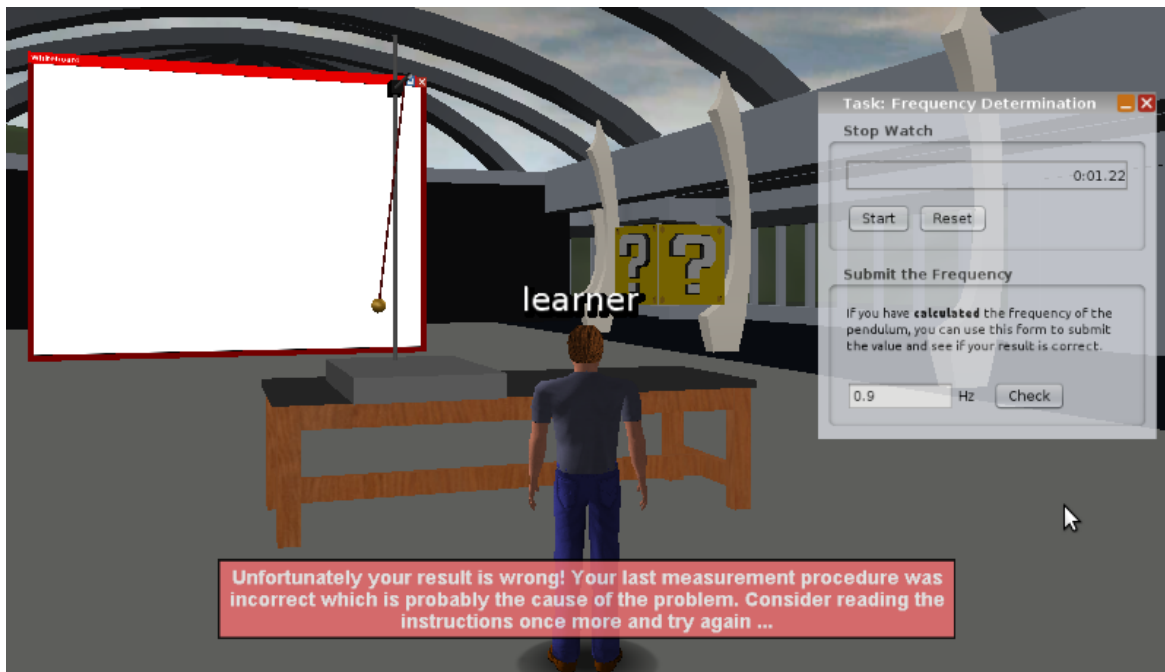 Whiteboard
Task: Frequency Determination
Stop Watch
0:01.22
Start
Reset
? ?
Submit the Frequency
learner
If you have calculated the frequency of the
pendulum, you can use this form to submit
the value and see if your result is correct.
0.9 Hz Check
Unfortunately your result is wrong! Your last measurement procedure was
incorrect which is probably the cause of the problem. Consider reading the
instructions once more and try again ...